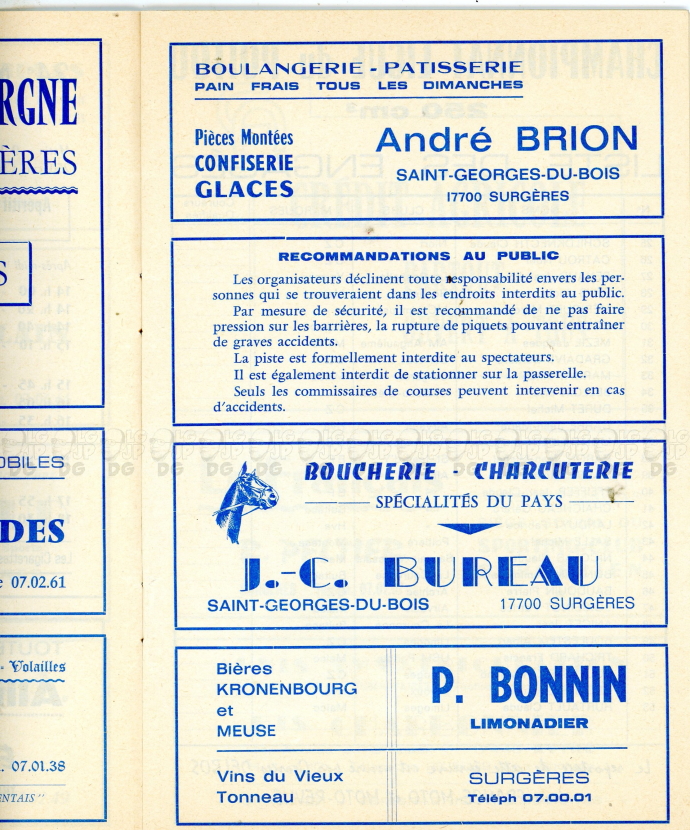 RGNE
ÈRES
S
OBILES
DES
07.02.61
- Volailles
. 07.01.38
ENTAIS"
BOULANGERIE - PATISSERIE
PAIN FRAIS TOUS LES DIMANCHES
Pièces Montées
CONFISERIE
GLACES
André BRION
SAINT-GEORGES-DU-BOIS
17700 SURGÈRES
RECOMMANDATIONS AU PUBLIC
Les organisateurs déclinent toute responsabilité envers les per-
sonnes qui se trouveraient dans les endroits interdits au public.
Par mesure de sécurité, il est recommandé de ne pas faire
pression sur les barrières, la rupture de piquets pouvant entraîner
de graves accidents.
La piste est formellement interdite au spectateurs.
Il est également interdit de stationner sur la passerelle.
Seuls les commissaires de courses peuvent intervenir en cas
d'accidents.
BOUCHERIE - CHARCUTERIE
SPÉCIALITÉS DU PAYS
J.-C. BUREAU
SAINT-GEORGES-DU-BOIS 17700 SURGÈRES
Bières
KRONENBOURG
et
MEUSE
Vins du Vieux
Tonneau
P. BONNIN
LIMONADIER
SURGÈRES
Téléph 07.00.01